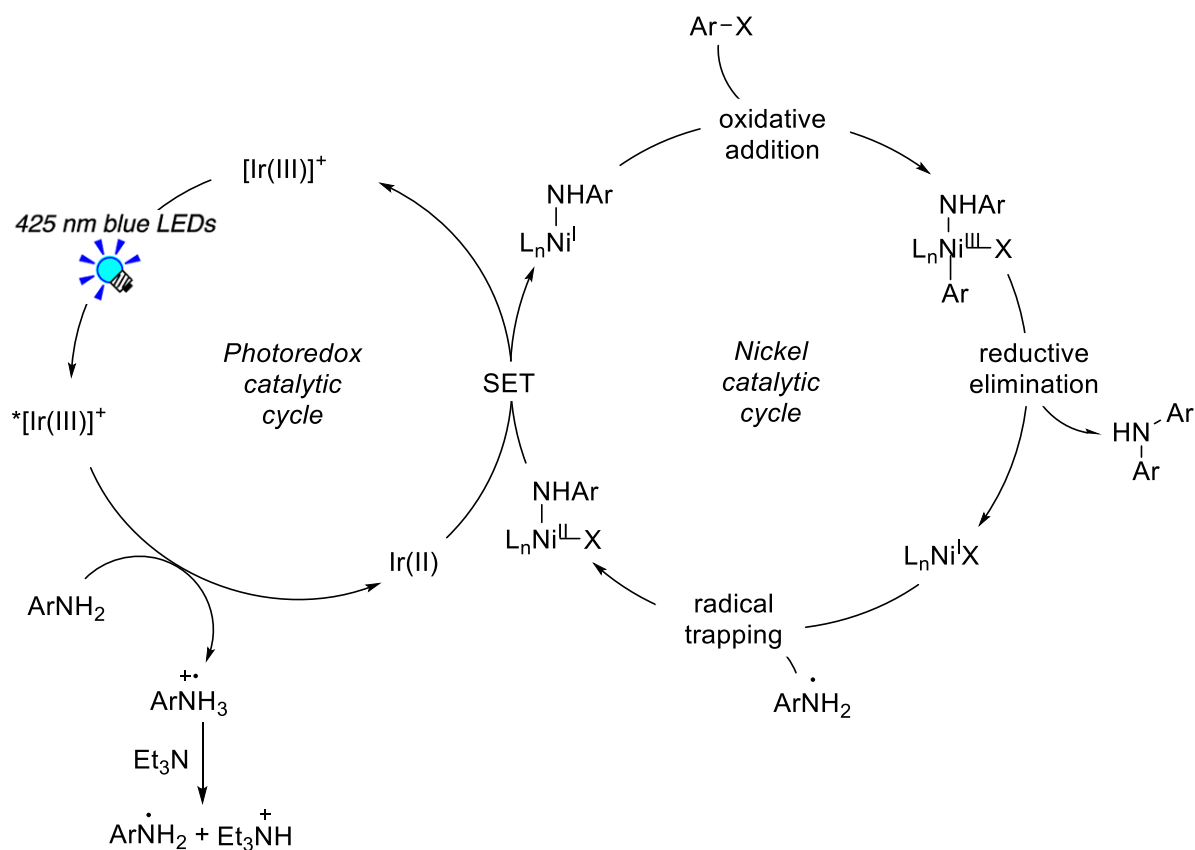 Ar–X
oxidative
addition
[Ir(III)]⁺
425 nm blue LEDs
NHAr
LₙNiᴵ
NHAr
LₙNiᴵᴵᴵ–X
Ar
Photoredox
catalytic
cycle
SET
Nickel
catalytic
cycle
reductive
elimination
*[Ir(III)]⁺
HN
Ar
Ar
NHAr
LₙNiᴵᴵ–X
Ir(II)
LₙNiᴵX
ArNH₂
radical
trapping
+•
ArNH₃
•
ArNH₂
Et₃N
•
+
ArNH₂ + Et₃NH